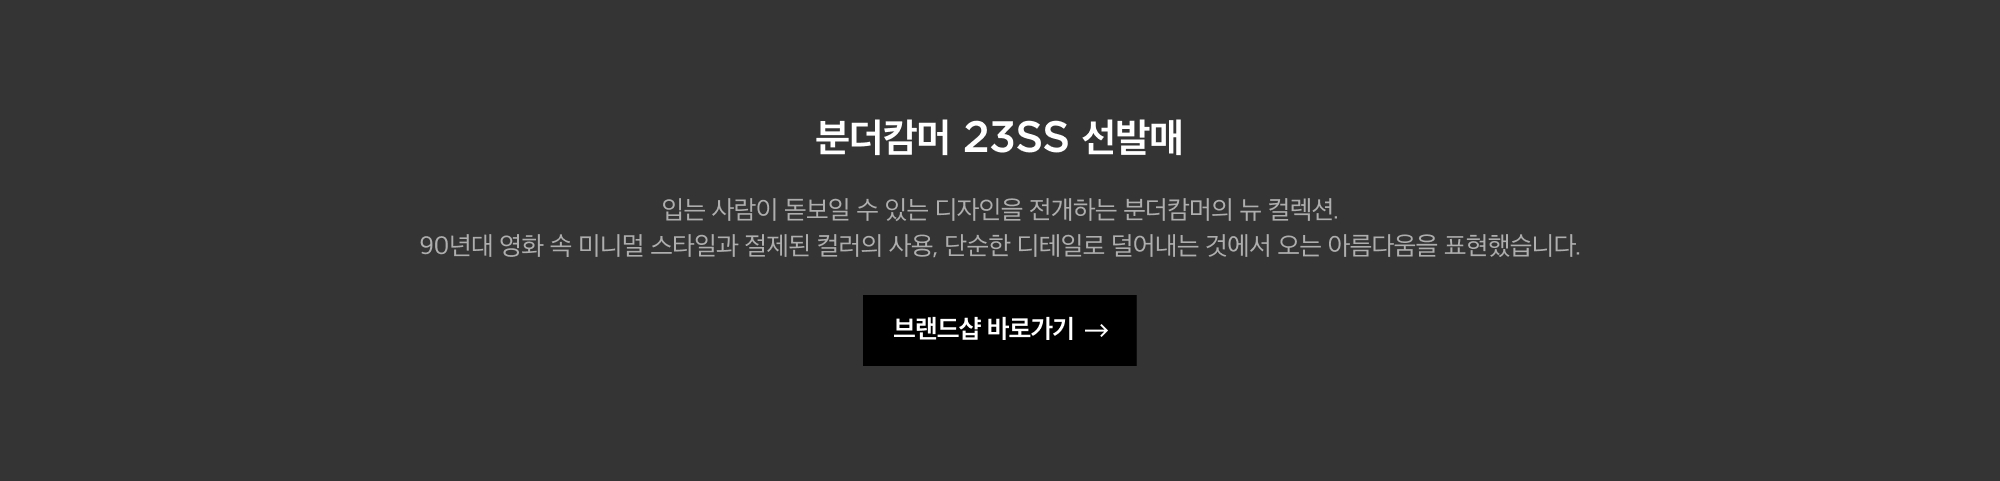 분더캄머 23SS 선발매
입는 사람이 돋보일 수 있는 디자인을 전개하는 분더캄머의 뉴 컬렉션.
90년대 영화 속 미니멀 스타일과 절제된 컬러의 사용, 단순한 디테일로 덜어내는 것에서 오는 아름다움을 표현했습니다.
브랜드샵 바로가기 →